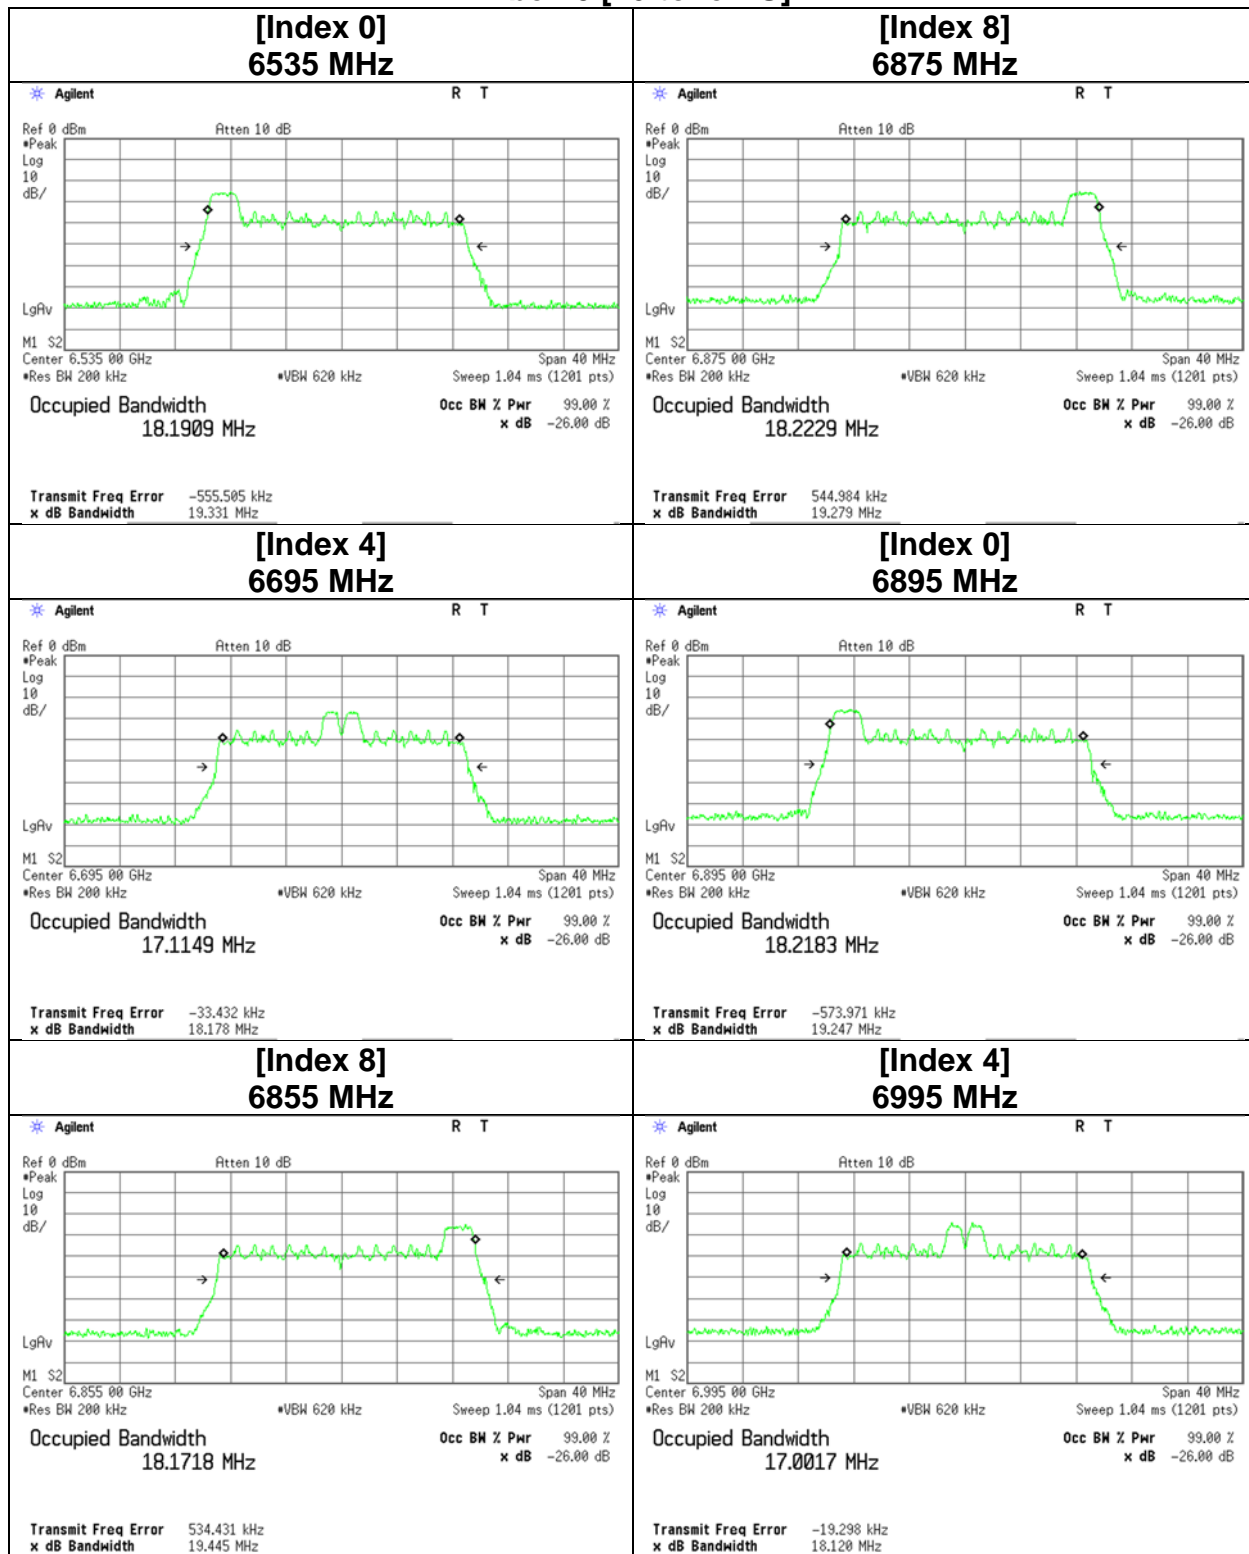 [Index 0]
6535 MHz
Agilent R T
Ref 0 dBm Atten 10 dB
*Peak
Log
10
dB/
LgAv
M1 S2
Center 6.535 00 GHz Span 40 MHz
*Res BW 200 kHz *VBW 620 kHz Sweep 1.04 ms (1201 pts)
Occupied Bandwidth Occ BW % Pwr 99.00 %
18.1909 MHz x dB -26.00 dB
Transmit Freq Error -555.505 kHz
x dB Bandwidth 19.331 MHz
[Index 8]
6875 MHz
Agilent R T
Ref 0 dBm Atten 10 dB
*Peak
Log
10
dB/
LgAv
M1 S2
Center 6.875 00 GHz Span 40 MHz
*Res BW 200 kHz *VBW 620 kHz Sweep 1.04 ms (1201 pts)
Occupied Bandwidth Occ BW % Pwr 99.00 %
18.2229 MHz x dB -26.00 dB
Transmit Freq Error 544.984 kHz
x dB Bandwidth 19.279 MHz
[Index 4]
6695 MHz
Agilent R T
Ref 0 dBm Atten 10 dB
*Peak
Log
10
dB/
LgAv
M1 S2
Center 6.695 00 GHz Span 40 MHz
*Res BW 200 kHz *VBW 620 kHz Sweep 1.04 ms (1201 pts)
Occupied Bandwidth Occ BW % Pwr 99.00 %
17.1149 MHz x dB -26.00 dB
Transmit Freq Error -33.432 kHz
x dB Bandwidth 18.178 MHz
[Index 0]
6895 MHz
Agilent R T
Ref 0 dBm Atten 10 dB
*Peak
Log
10
dB/
LgAv
M1 S2
Center 6.895 00 GHz Span 40 MHz
*Res BW 200 kHz *VBW 620 kHz Sweep 1.04 ms (1201 pts)
Occupied Bandwidth Occ BW % Pwr 99.00 %
18.2183 MHz x dB -26.00 dB
Transmit Freq Error -573.971 kHz
x dB Bandwidth 19.247 MHz
[Index 8]
6855 MHz
Agilent R T
Ref 0 dBm Atten 10 dB
*Peak
Log
10
dB/
LgAv
M1 S2
Center 6.855 00 GHz Span 40 MHz
*Res BW 200 kHz *VBW 620 kHz Sweep 1.04 ms (1201 pts)
Occupied Bandwidth Occ BW % Pwr 99.00 %
18.1718 MHz x dB -26.00 dB
Transmit Freq Error 534.431 kHz
x dB Bandwidth 19.445 MHz
[Index 4]
6995 MHz
Agilent R T
Ref 0 dBm Atten 10 dB
*Peak
Log
10
dB/
LgAv
M1 S2
Center 6.995 00 GHz Span 40 MHz
*Res BW 200 kHz *VBW 620 kHz Sweep 1.04 ms (1201 pts)
Occupied Bandwidth Occ BW % Pwr 99.00 %
17.0017 MHz x dB -26.00 dB
Transmit Freq Error -19.298 kHz
x dB Bandwidth 18.120 MHz